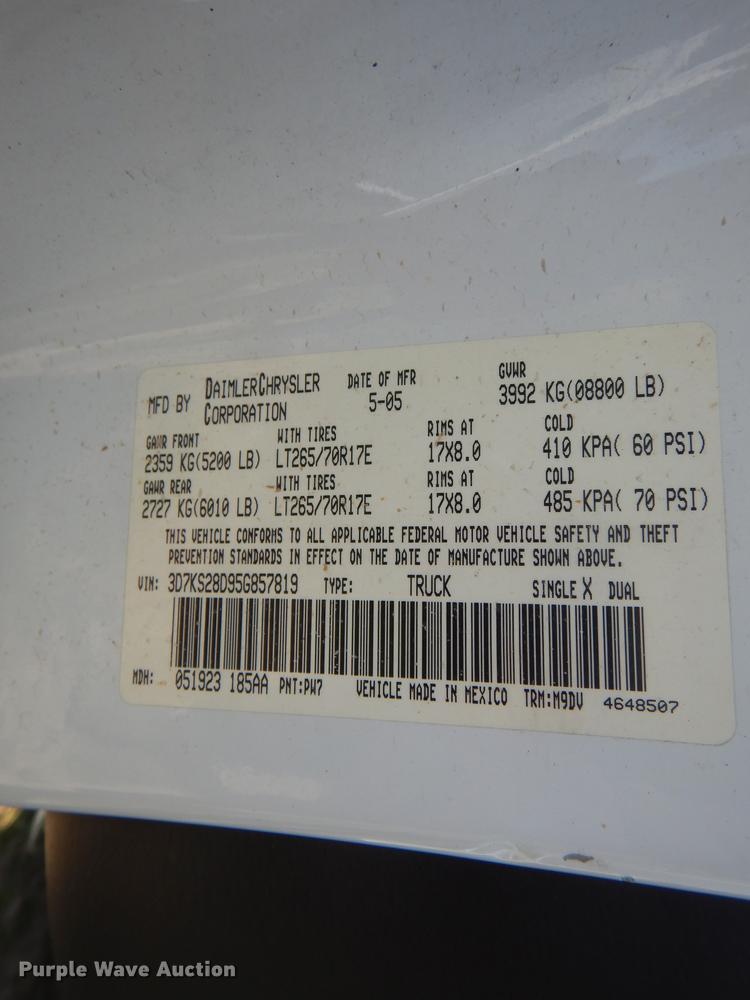 MFD BY DAIMLERCHRYSLER CORPORATION DATE OF MFR 5-05 GVWR 3992 KG(08800 LB)
GAWR FRONT WITH TIRES RIMS AT COLD
2359 KG(5200 LB) LT265/70R17E 17X8.0 410 KPA( 60 PSI)
GAWR REAR WITH TIRES RIMS AT COLD
2727 KG(6010 LB) LT265/70R17E 17X8.0 485 KPA( 70 PSI)
THIS VEHICLE CONFORMS TO ALL APPLICABLE FEDERAL MOTOR VEHICLE SAFETY AND THEFT
PREVENTION STANDARDS IN EFFECT ON THE DATE OF MANUFACTURE SHOWN ABOVE.
VIN: 3D7KS28D95G857819 TYPE: TRUCK SINGLE X DUAL
MDH: 051923 185AA PNT:PW7 VEHICLE MADE IN MEXICO TRM:M9DV 4648507
Purple Wave Auction